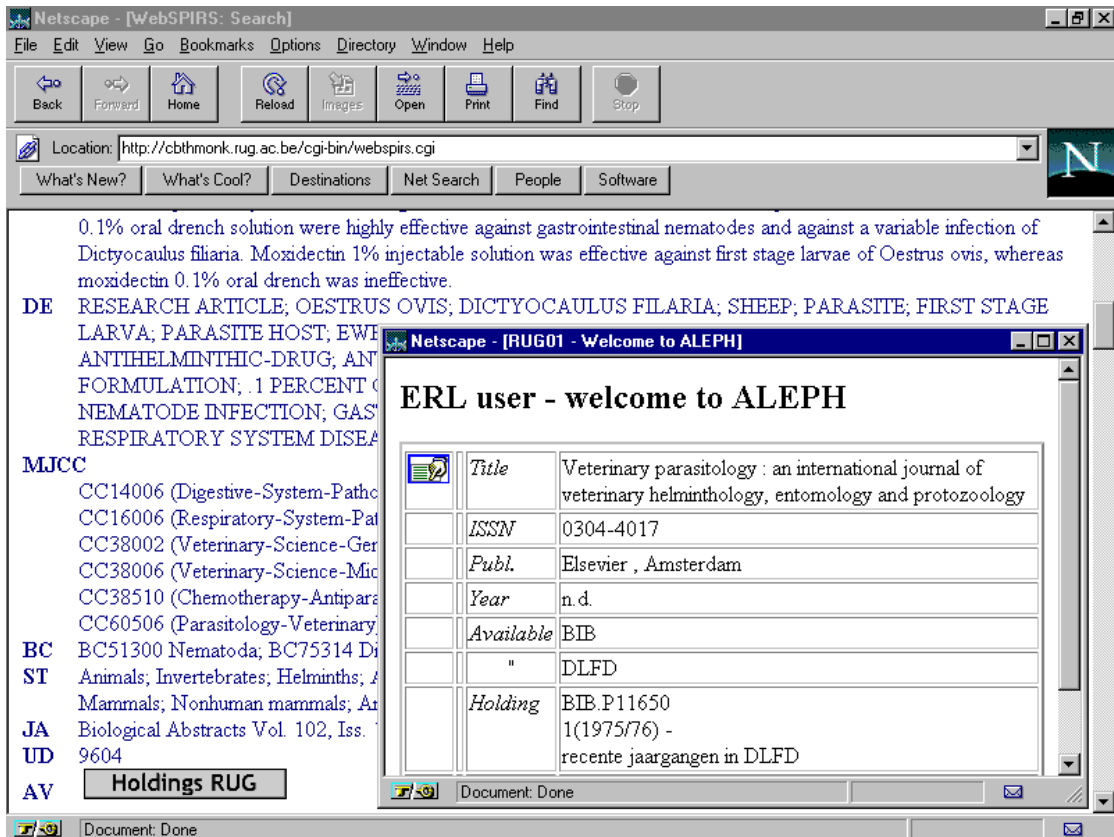 Netscape - [WebSPIRS: Search]
File Edit View Go Bookmarks Options Directory Window Help
Back Forward Home Reload Images Open Print Find Stop
Location: http://cbthmonk.rug.ac.be/cgi-bin/webspirs.cgi
N
What's New? What's Cool? Destinations Net Search People Software
0.1% oral drench solution were highly effective against gastrointestinal nematodes and against a variable infection of
Dictyocaulus filiaria. Moxidectin 1% injectable solution was effective against first stage larvae of Oestrus ovis, whereas
moxidectin 0.1% oral drench was ineffective.
DE RESEARCH ARTICLE; OESTRUS OVIS; DICTYOCAULUS FILARIA; SHEEP; PARASITE; FIRST STAGE
LARVA; PARASITE HOST; EWE
ANTIHELMINTHIC-DRUG; AN
FORMULATION; .1 PERCENT
NEMATODE INFECTION; GAS
RESPIRATORY SYSTEM DISEA
MJCC
CC14006 (Digestive-System-Patho
CC16006 (Respiratory-System-Pat
CC38002 (Veterinary-Science-Gen
CC38006 (Veterinary-Science-Mic
CC38510 (Chemotherapy-Antipara
CC60506 (Parasitology-Veterinary)
BC BC51300 Nematoda; BC75314 Di
ST Animals; Invertebrates; Helminths;
Mammals; Nonhuman mammals; Ar
JA Biological Abstracts Vol. 102, Iss.
UD 9604
AV Holdings RUG
Document: Done
Netscape - [RUG01 - Welcome to ALEPH]
ERL user - welcome to ALEPH
Title Veterinary parasitology : an international journal of
veterinary helminthology, entomology and protozoology
ISSN 0304-4017
Publ. Elsevier , Amsterdam
Year n.d.
Available BIB
" DLFD
Holding BIB.P11650
1(1975/76) -
recente jaargangen in DLFD
Document: Done